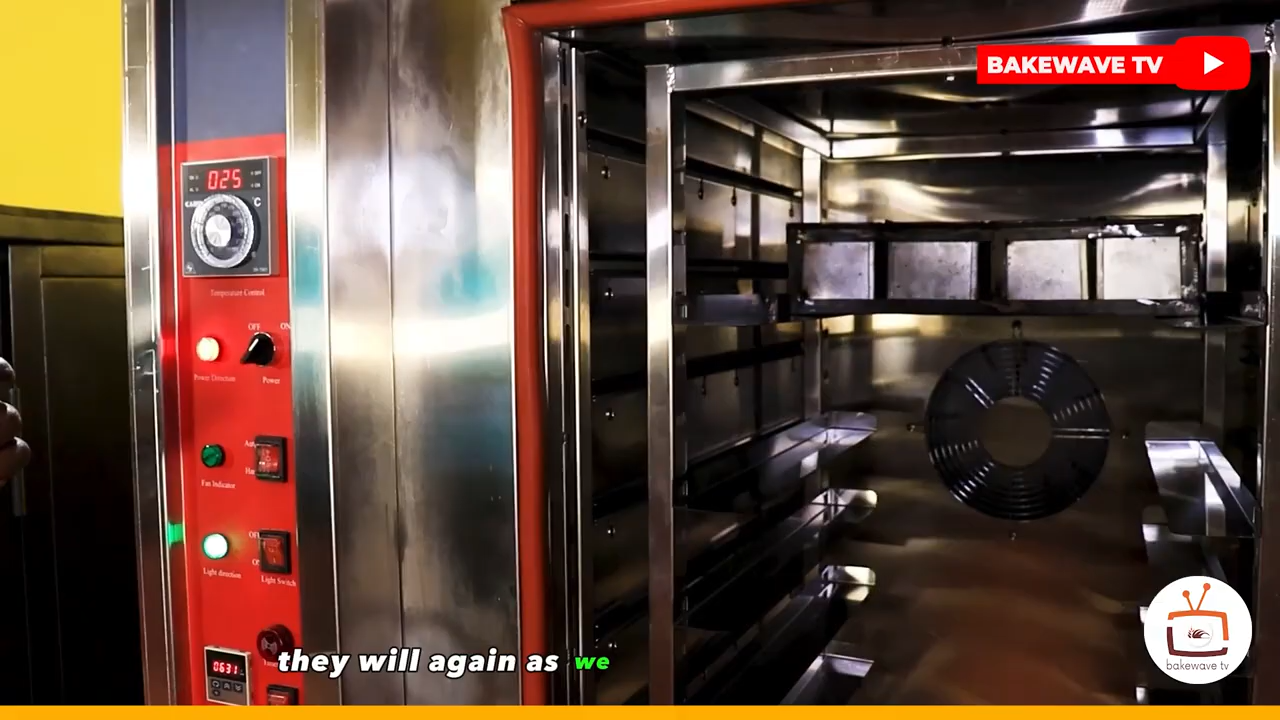 BAKEWAVE TV
025
°C
Temperature Control
OFF
ON
Power Direction
Power
Fan Indicator
Light direction
Light Switch
0631
they will again as we
bakewave tv